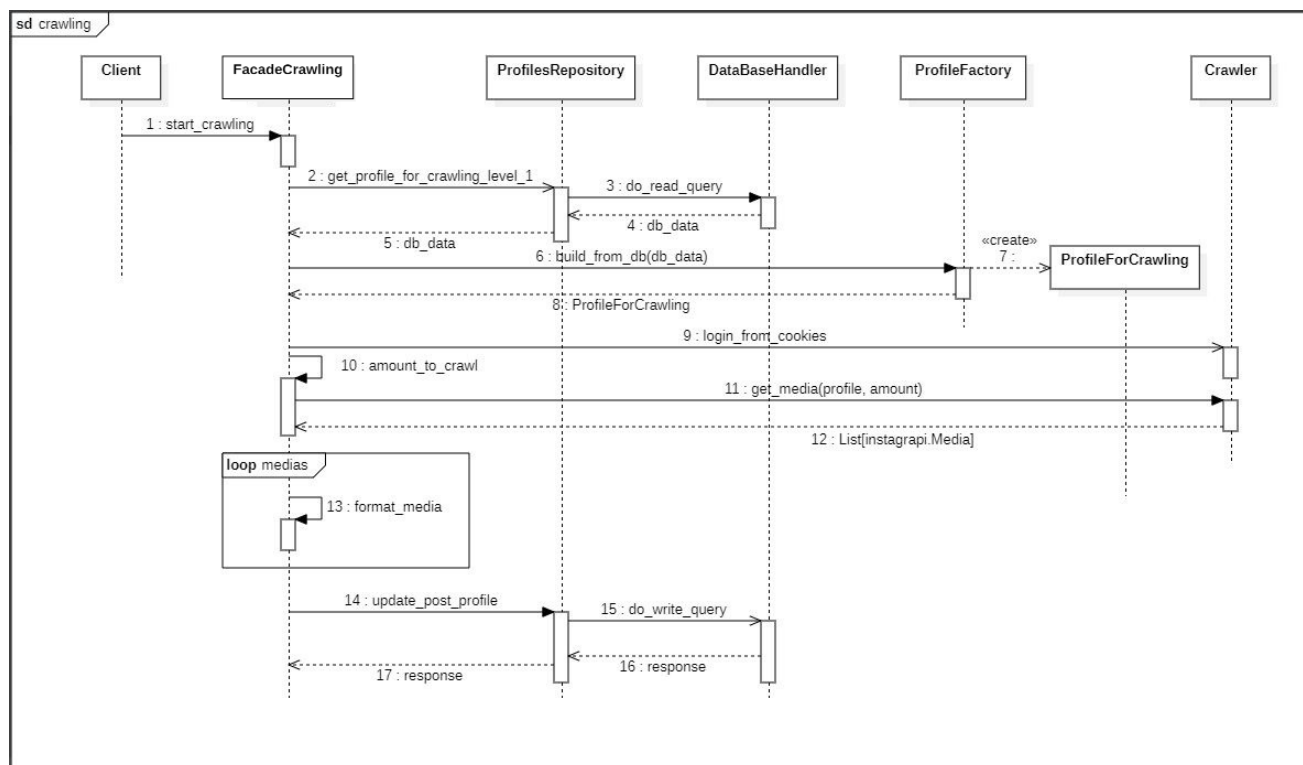 sd crawling
Client
FacadeCrawling
ProfilesRepository
DataBaseHandler
ProfileFactory
Crawler
1 : start_crawling
2 : get_profile_for_crawling_level_1
3 : do_read_query
4 : db_data
5 : db_data
6 : build_from_db(db_data)
«create»
7 :
ProfileForCrawling
8 : ProfileForCrawling
9 : login_from_cookies
10 : amount_to_crawl
11 : get_media(profile, amount)
12 : List[instagrapi.Media]
loop medias
13 : format_media
14 : update_post_profile
15 : do_write_query
16 : response
17 : response